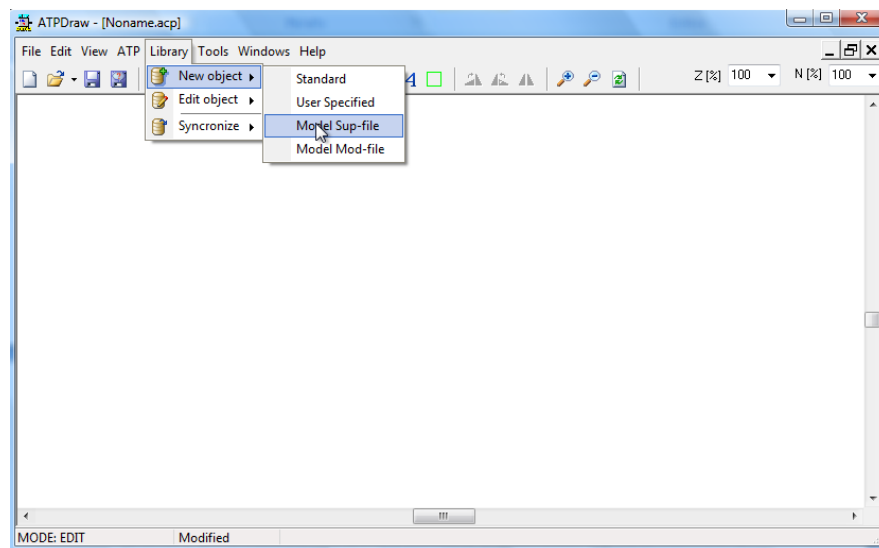 ATPDraw - [Noname.acp]
File Edit View ATP Library Tools Windows Help
Z [%] 100 N [%] 100
New object
Edit object
Syncronize
Standard
User Specified
Model Sup-file
Model Mod-file
MODE: EDIT Modified